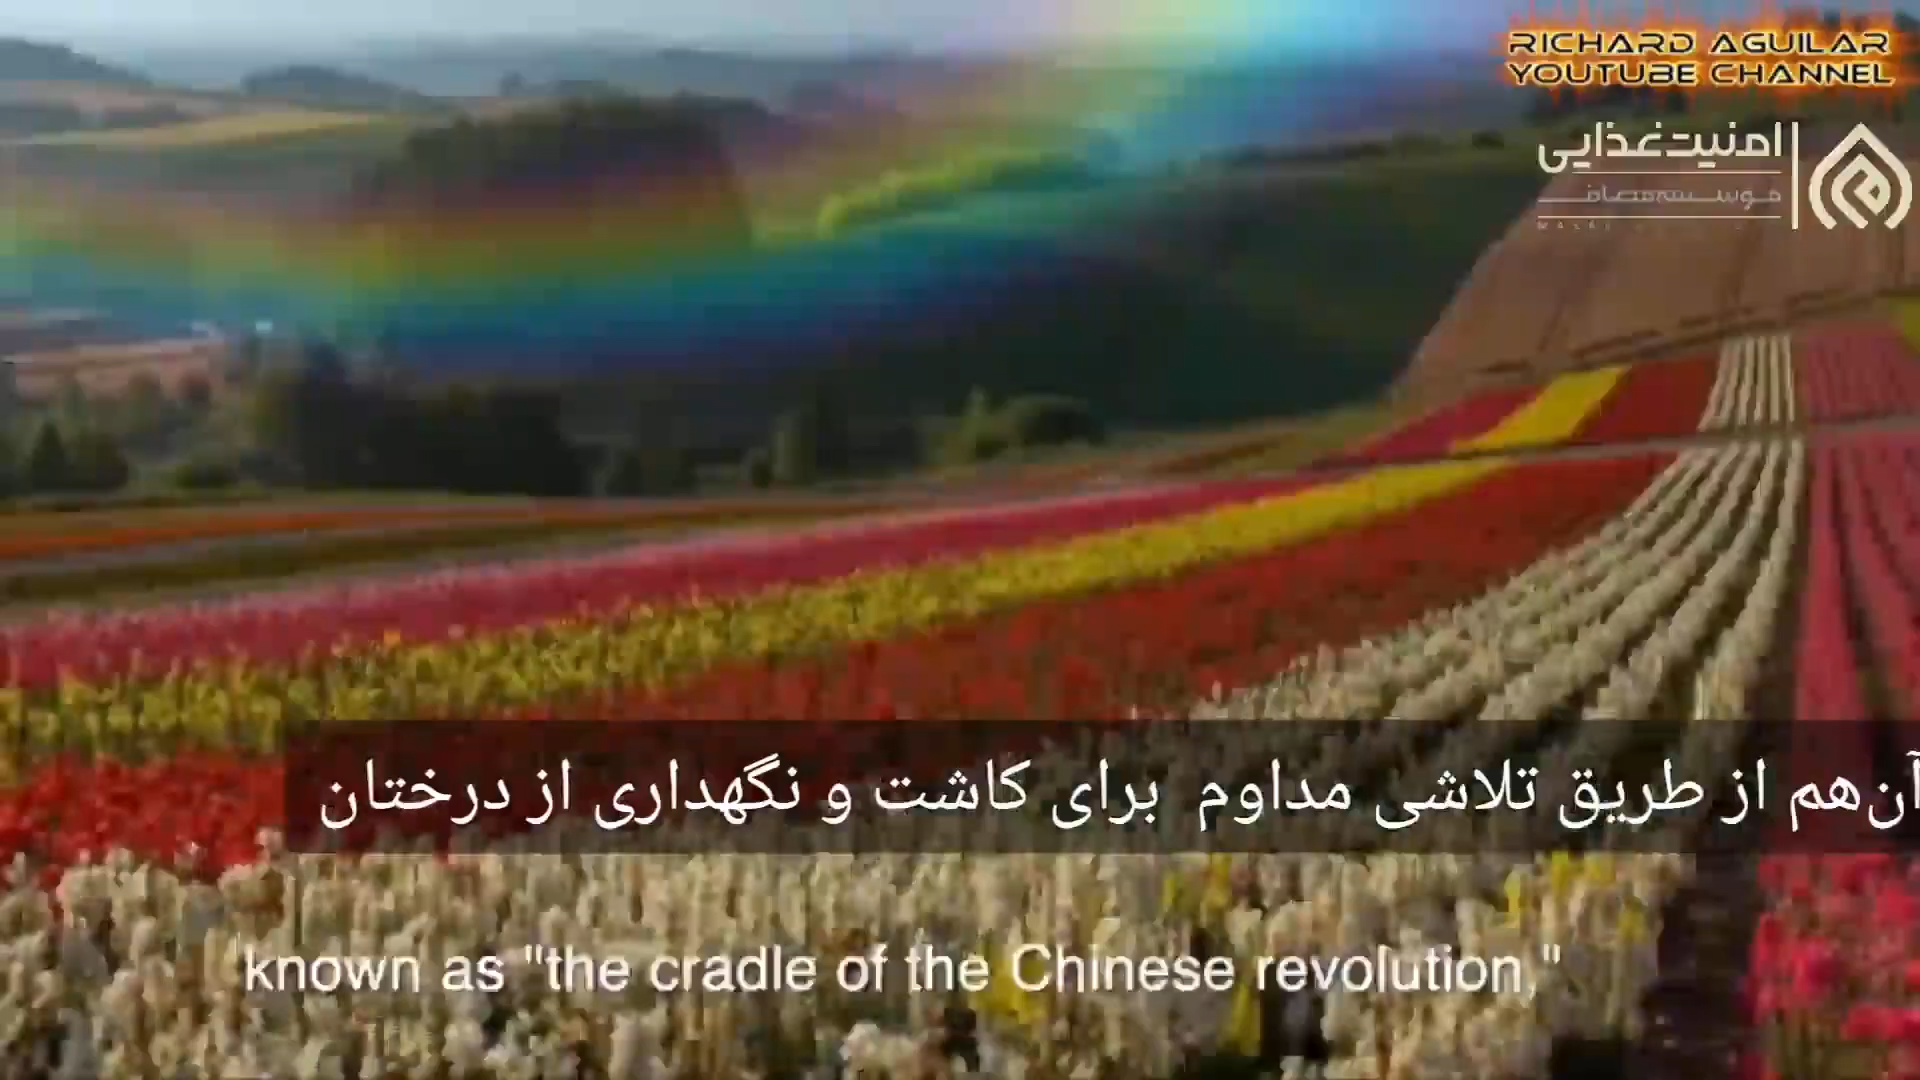 RICHARD AGUILAR
YOUTUBE CHANNEL
امنیت غذایی
موسسه مصاف
آن‌هم از طریق تلاشی مداوم برای کاشت و نگهداری از درختان
known as "the cradle of the Chinese revolution,"